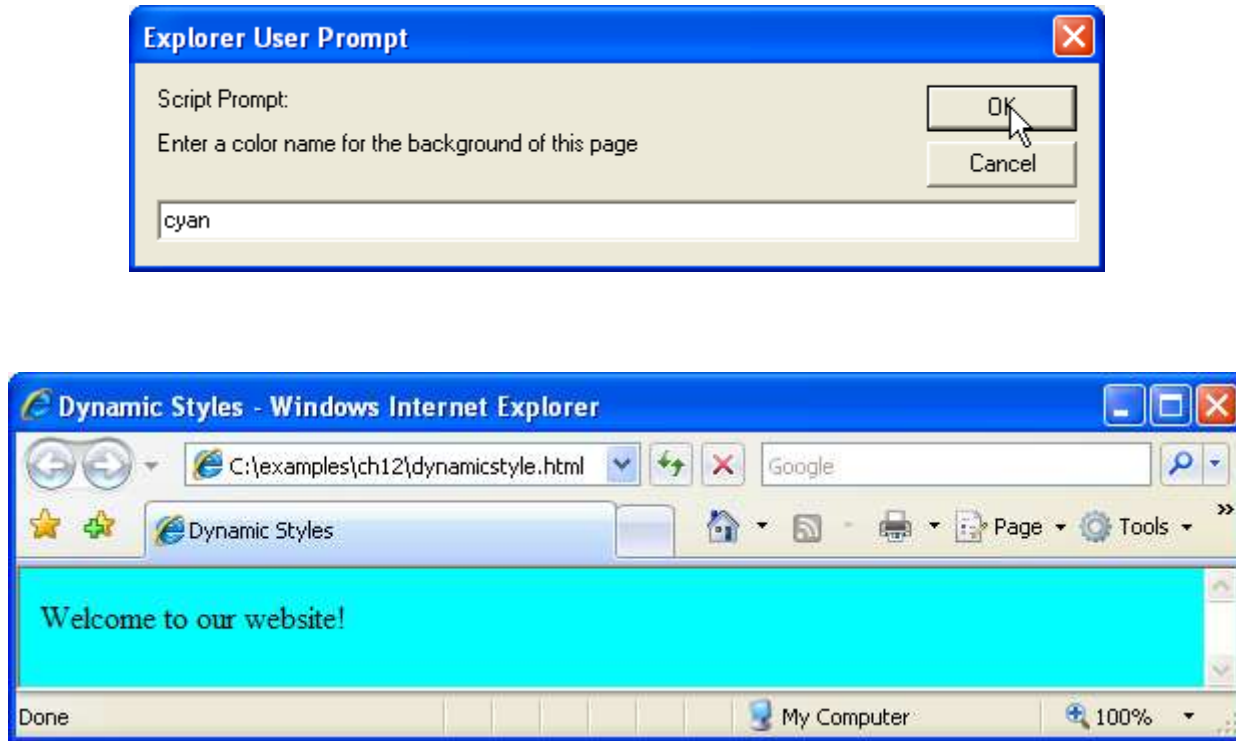 Explorer User Prompt
Script Prompt:
OK
Enter a color name for the background of this page
Cancel
cyan
Dynamic Styles - Windows Internet Explorer
C:\examples\ch12\dynamicstyle.html
Google
Dynamic Styles
Page
Tools
»
Welcome to our website!
Done
My Computer
100%